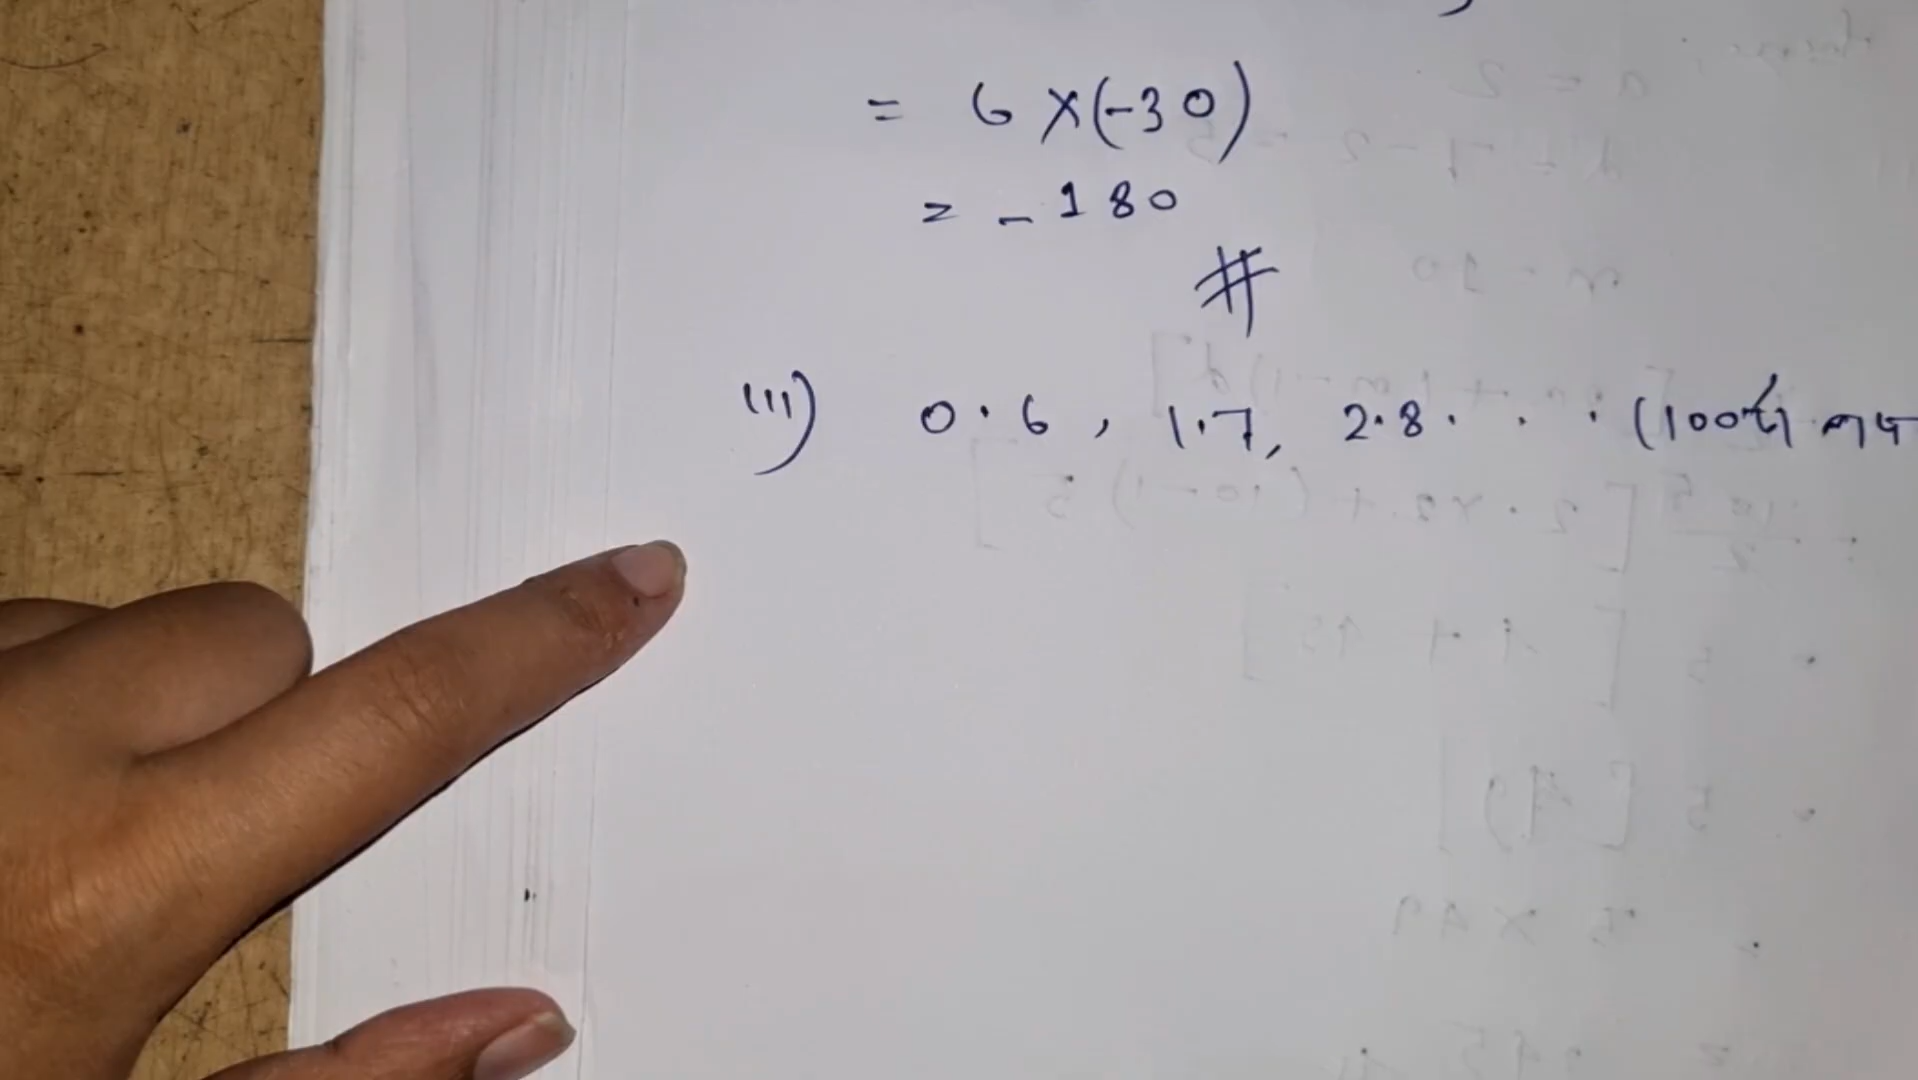 = 6 × (-30)
= - 180
#
(iii) 0.6 , 1.7, 2.8 . . . (100টা পদ